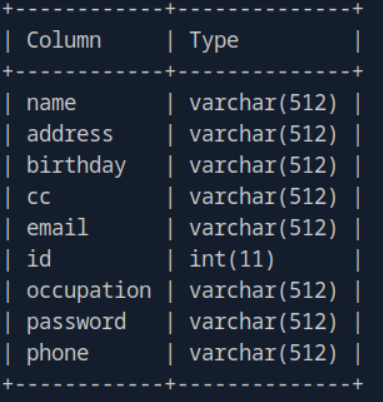 +------------+--------------+
| Column     | Type         |
+------------+--------------+
| name       | varchar(512) |
| address    | varchar(512) |
| birthday   | varchar(512) |
| cc         | varchar(512) |
| email      | varchar(512) |
| id         | int(11)      |
| occupation | varchar(512) |
| password   | varchar(512) |
| phone      | varchar(512) |
+------------+--------------+